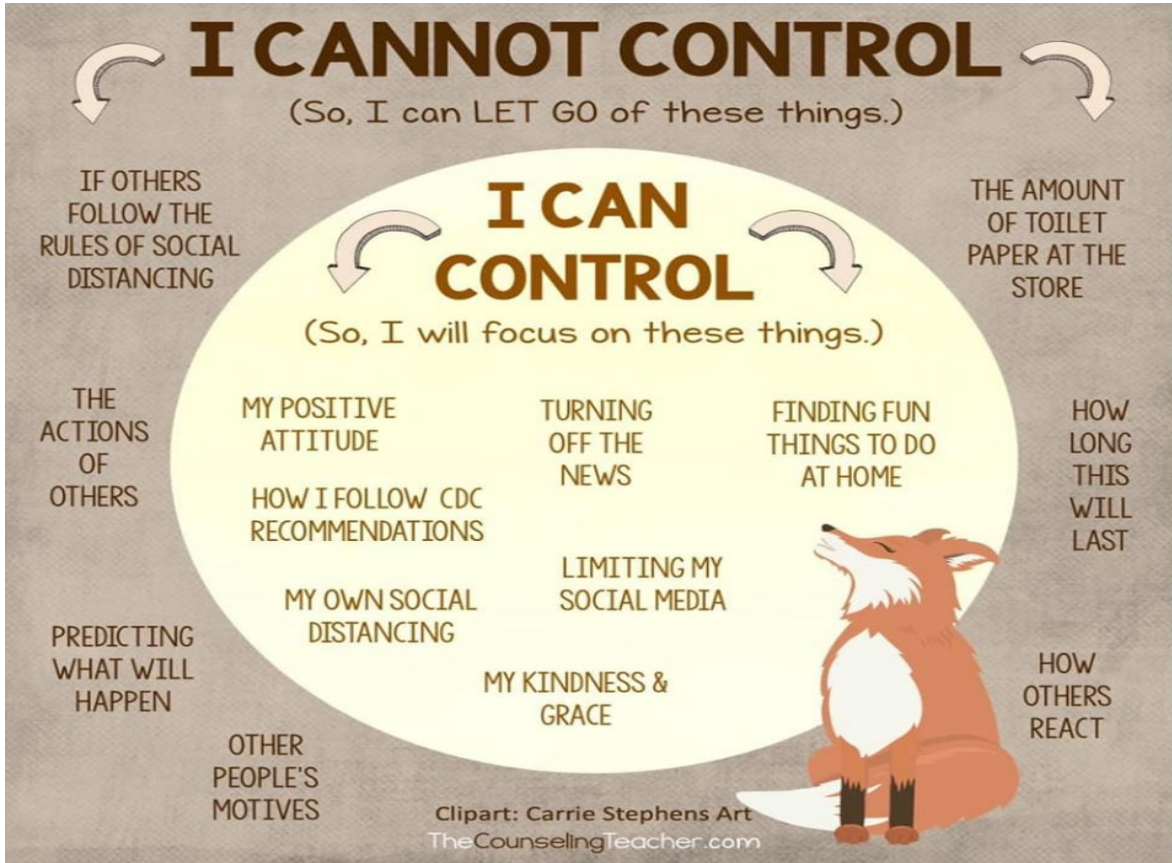 I CANNOT CONTROL
(So, I can LET GO of these things.)
IF OTHERS
FOLLOW THE
RULES OF SOCIAL
DISTANCING
THE AMOUNT
OF TOILET
PAPER AT THE
STORE
I CAN
CONTROL
(So, I will focus on these things.)
THE
ACTIONS
OF
OTHERS
MY POSITIVE
ATTITUDE
TURNING
OFF THE
NEWS
FINDING FUN
THINGS TO DO
AT HOME
HOW
LONG
THIS
WILL
LAST
HOW I FOLLOW CDC
RECOMMENDATIONS
LIMITING MY
SOCIAL MEDIA
MY OWN SOCIAL
DISTANCING
PREDICTING
WHAT WILL
HAPPEN
MY KINDNESS &
GRACE
HOW
OTHERS
REACT
OTHER
PEOPLE'S
MOTIVES
Clipart: Carrie Stephens Art
TheCounselingTeacher.com